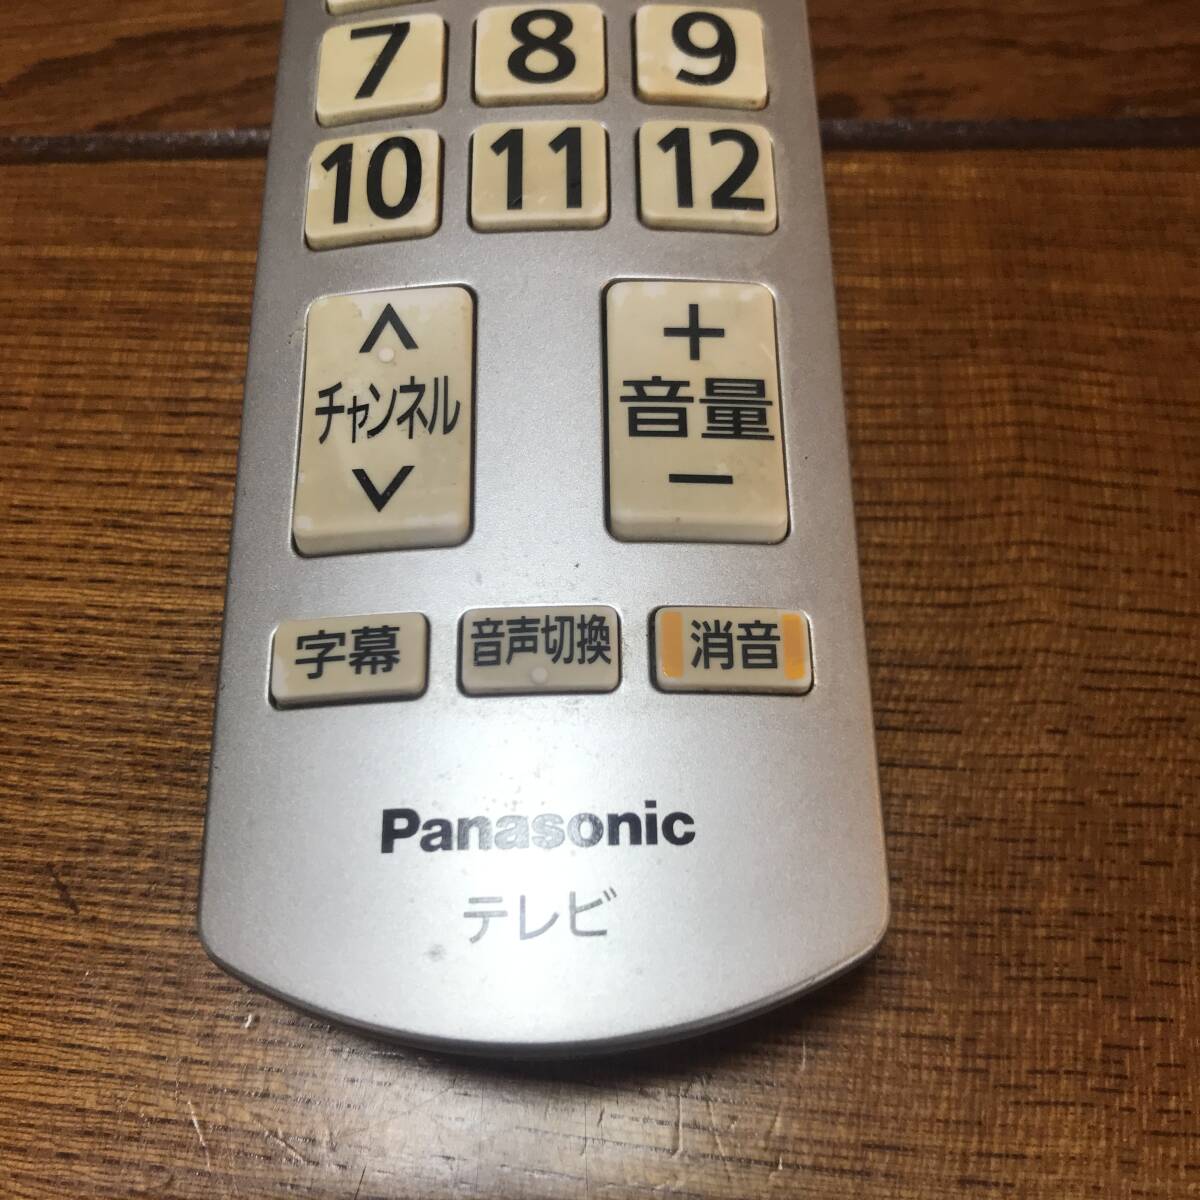 7 8 9
10 11 12
∧ +
チャンネル 音量
∨ −
字幕 音声切換 消音
Panasonic
テレビ